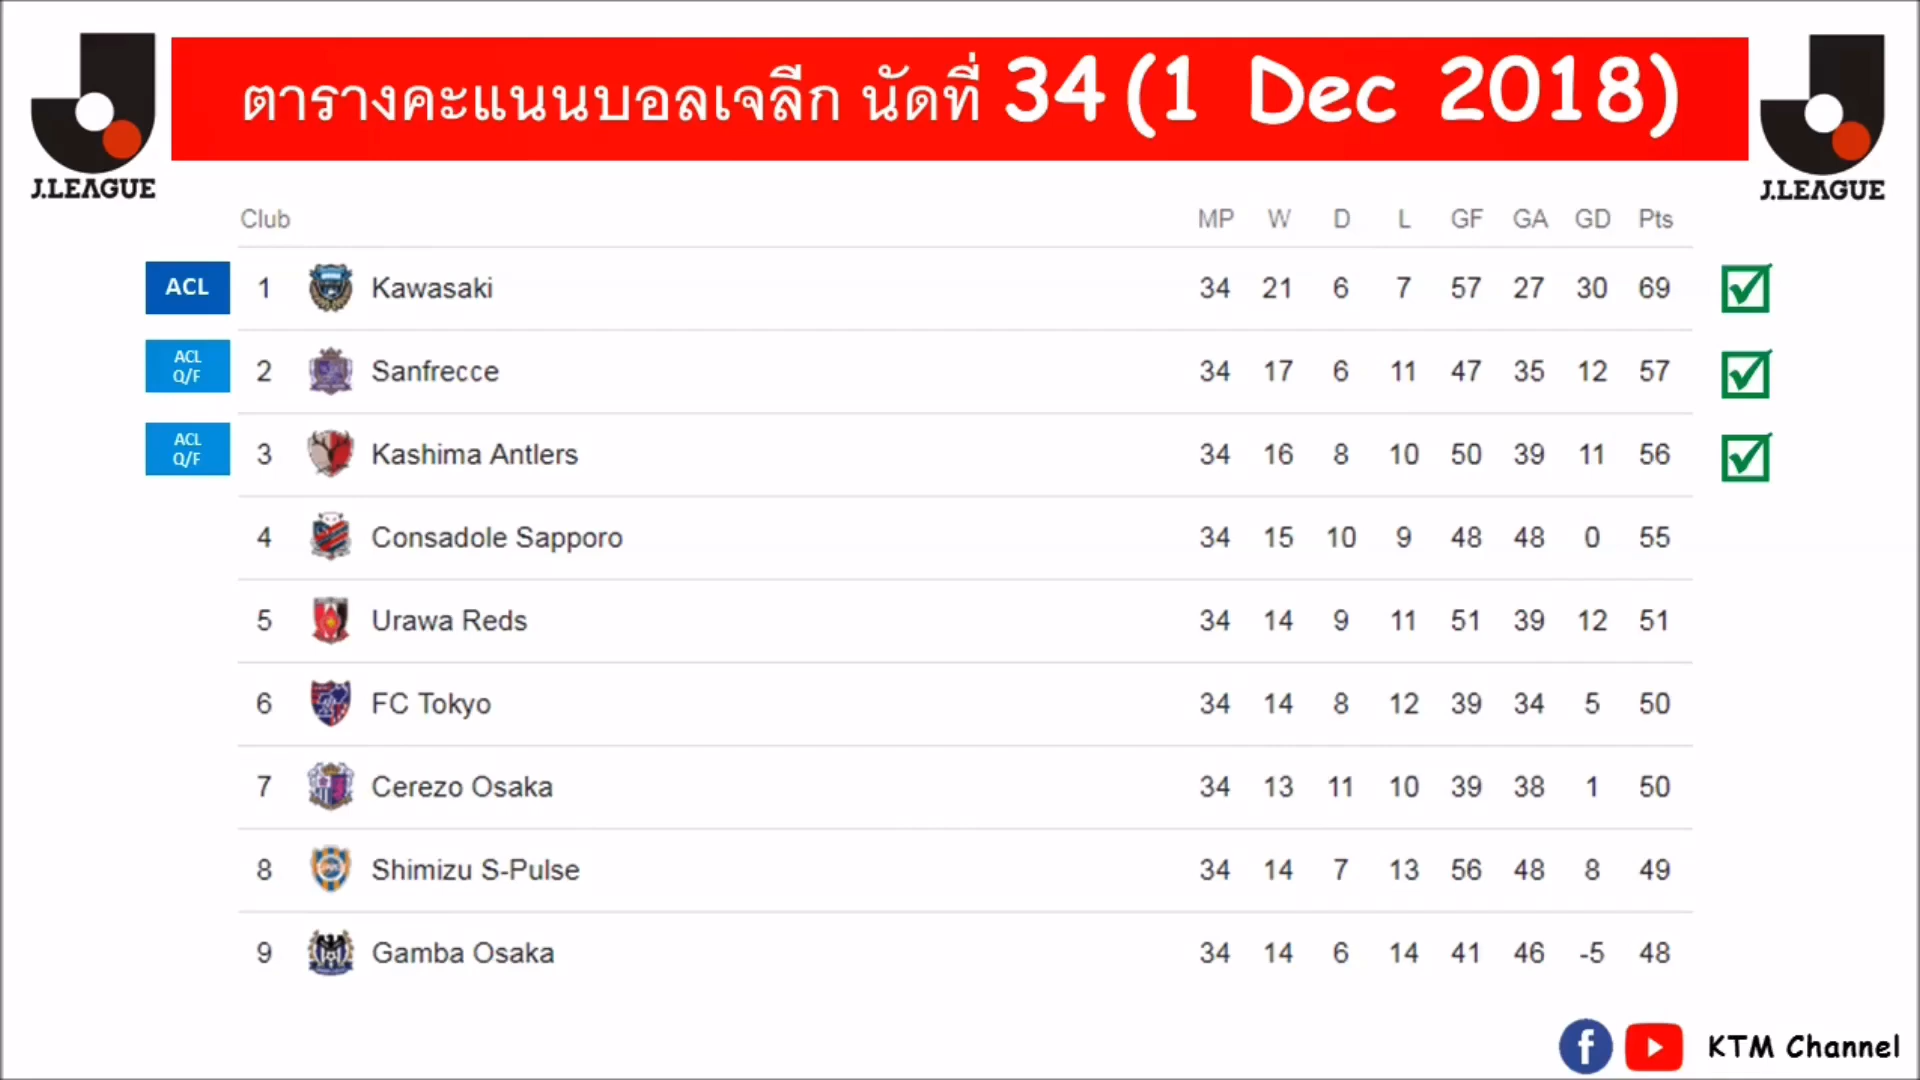 ตารางคะแนนบอลเจลีก นัดที่ 34 (1 Dec 2018)
J.LEAGUE
J.LEAGUE
Club MP W D L GF GA GD Pts
ACL 1 Kawasaki 34 21 6 7 57 27 30 69
ACL Q/F 2 Sanfrecce 34 17 6 11 47 35 12 57
ACL Q/F 3 Kashima Antlers 34 16 8 10 50 39 11 56
4 Consadole Sapporo 34 15 10 9 48 48 0 55
5 Urawa Reds 34 14 9 11 51 39 12 51
6 FC Tokyo 34 14 8 12 39 34 5 50
7 Cerezo Osaka 34 13 11 10 39 38 1 50
8 Shimizu S-Pulse 34 14 7 13 56 48 8 49
9 Gamba Osaka 34 14 6 14 41 46 -5 48
KTM Channel